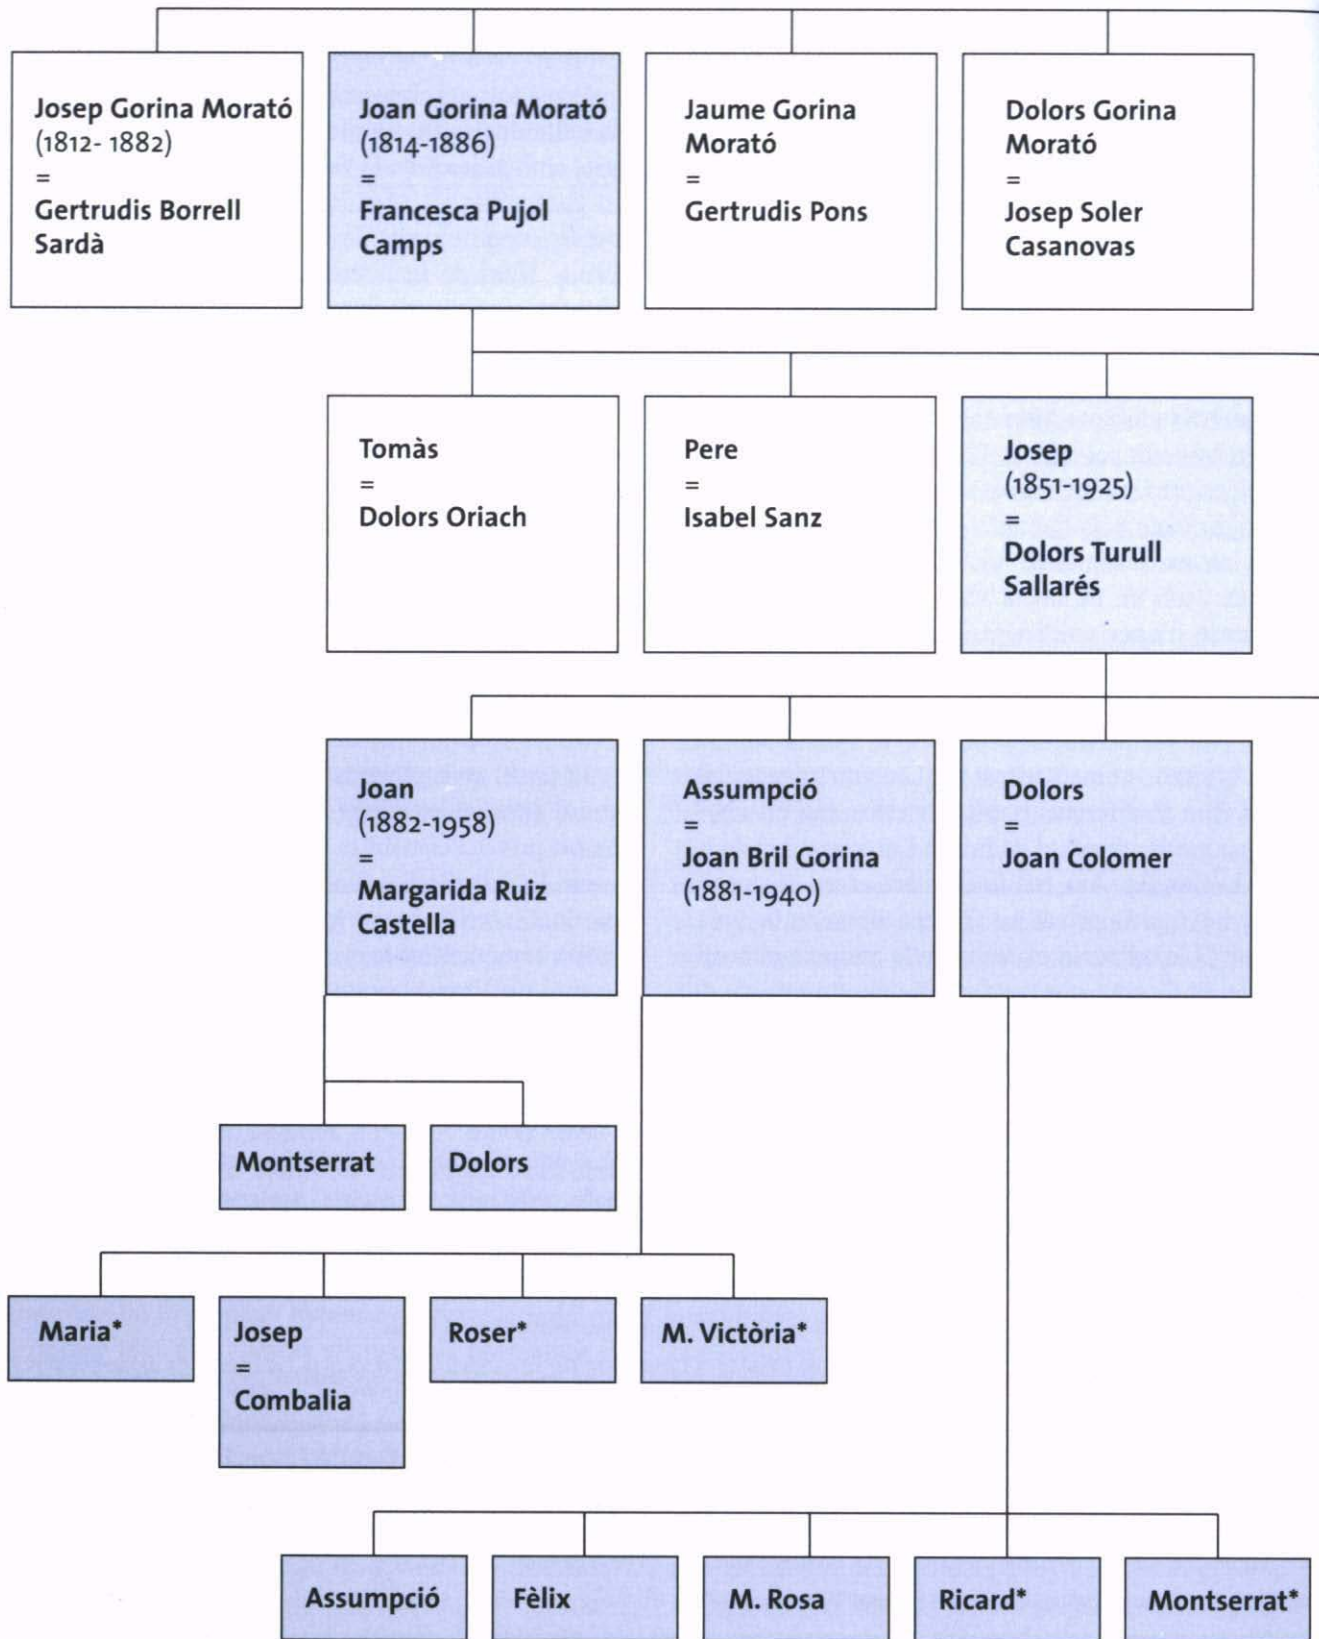 Josep Gorina Morató
(1812- 1882)
=
Gertrudis Borrell
Sardà
Joan Gorina Morató
(1814-1886)
=
Francesca Pujol
Camps
Jaume Gorina
Morató
=
Gertrudis Pons
Dolors Gorina
Morató
=
Josep Soler
Casanovas
Tomàs
=
Dolors Oriach
Pere
=
Isabel Sanz
Josep
(1851-1925)
=
Dolors Turull
Sallarés
Joan
(1882-1958)
=
Margarida Ruiz
Castella
Assumpció
=
Joan Bril Gorina
(1881-1940)
Dolors
=
Joan Colomer
Montserrat
Dolors
Maria*
Josep
=
Combalia
Roser*
M. Victòria*
Assumpció
Fèlix
M. Rosa
Ricard*
Montserrat*